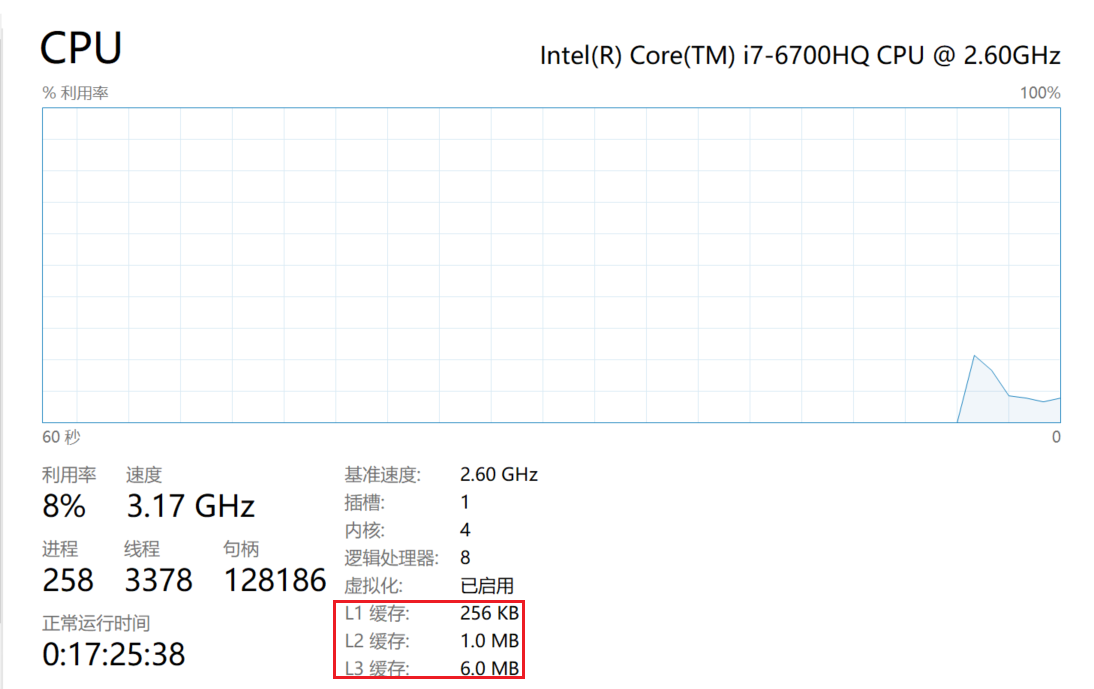 CPU
Intel(R) Core(TM) i7-6700HQ CPU @ 2.60GHz
% 利用率
100%
60 秒
0
利用率 速度
8% 3.17 GHz
进程 线程 句柄
258 3378 128186
正常运行时间
0:17:25:38
基准速度: 2.60 GHz
插槽: 1
内核: 4
逻辑处理器: 8
虚拟化: 已启用
L1 缓存: 256 KB
L2 缓存: 1.0 MB
L3 缓存: 6.0 MB